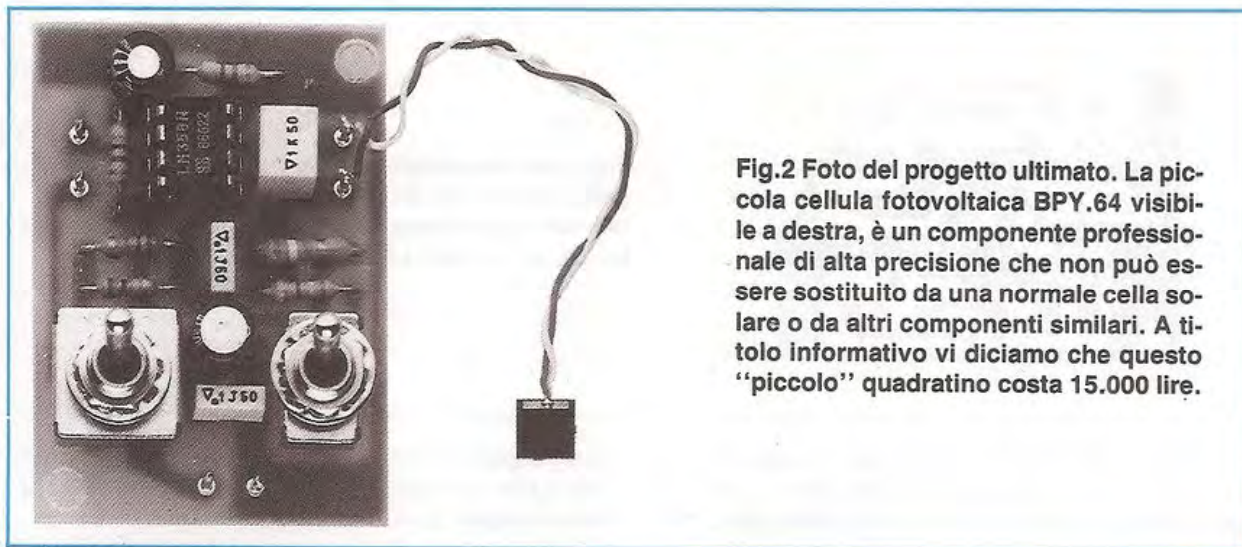 LM358N
▽1K50
▽.1J50
▽.1J50
Fig.2 Foto del progetto ultimato. La pic-
cola cellula fotovoltaica BPY.64 visibi-
le a destra, è un componente professio-
nale di alta precisione che non può es-
sere sostituito da una normale cella so-
lare o da altri componenti similari. A ti-
tolo informativo vi diciamo che questo
‘‘piccolo’’ quadratino costa 15.000 lire.